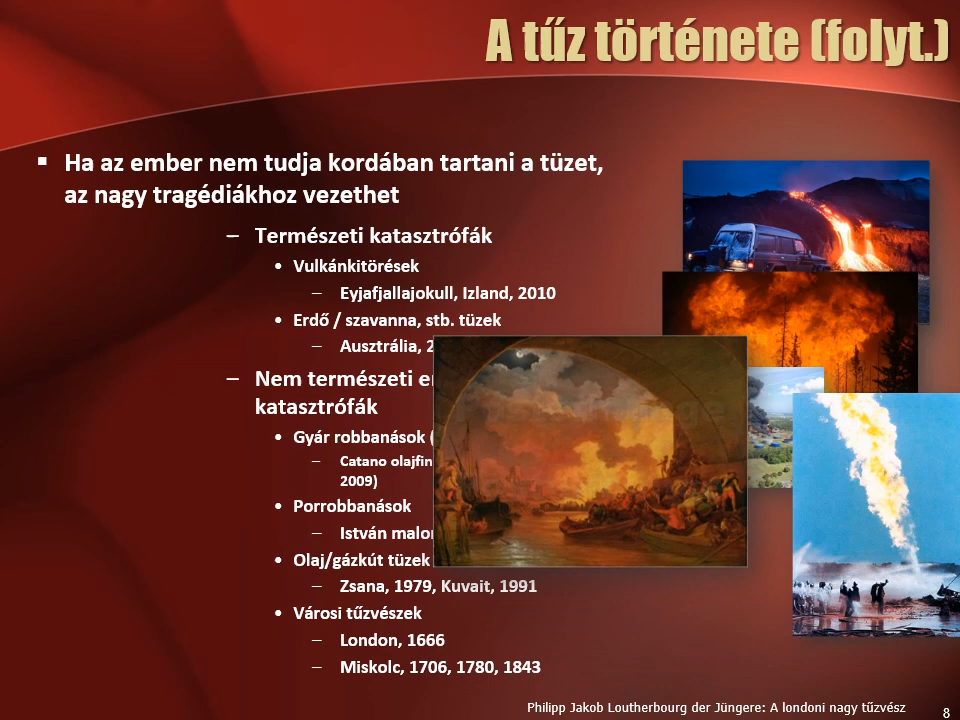 A tűz története (folyt.)
▪ Ha az ember nem tudja kordában tartani a tüzet,
az nagy tragédiákhoz vezethet
– Természeti katasztrófák
• Vulkánkitörések
– Eyjafjallajokull, Izland, 2010
• Erdő / szavanna, stb. tüzek
– Ausztrália,
– Nem természeti
katasztrófák
• Gyár robbanások (
– Catano
2009)
• Porrobbanások
– István
• Olaj/gázkút tüzek
– Zsana, 1979, Kuvait, 1991
• Városi tűzvészek
– London, 1666
– Miskolc, 1706, 1780, 1843
Philipp Jakob Loutherbourg der Jüngere: A londoni nagy tűzvész
8